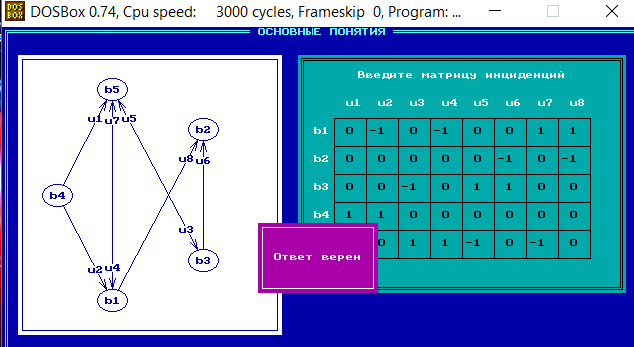 DOSBox 0.74, Cpu speed: 3000 cycles, Frameskip 0, Program: ...
ОСНОВНЫЕ ПОНЯТИЯ
Введите матрицу инциденций
u1 u2 u3 u4 u5 u6 u7 u8
b1 0 -1 0 -1 0 0 1 1
b2 0 0 0 0 0 -1 0 -1
b3 0 0 -1 0 1 1 0 0
b4 1 1 0 0 0 0 0 0
0 1 1 -1 0 -1 0
Ответ верен
b5
u1 u7 u5
b2
u8 u6
b4
u3
b3
u2 u4
b1